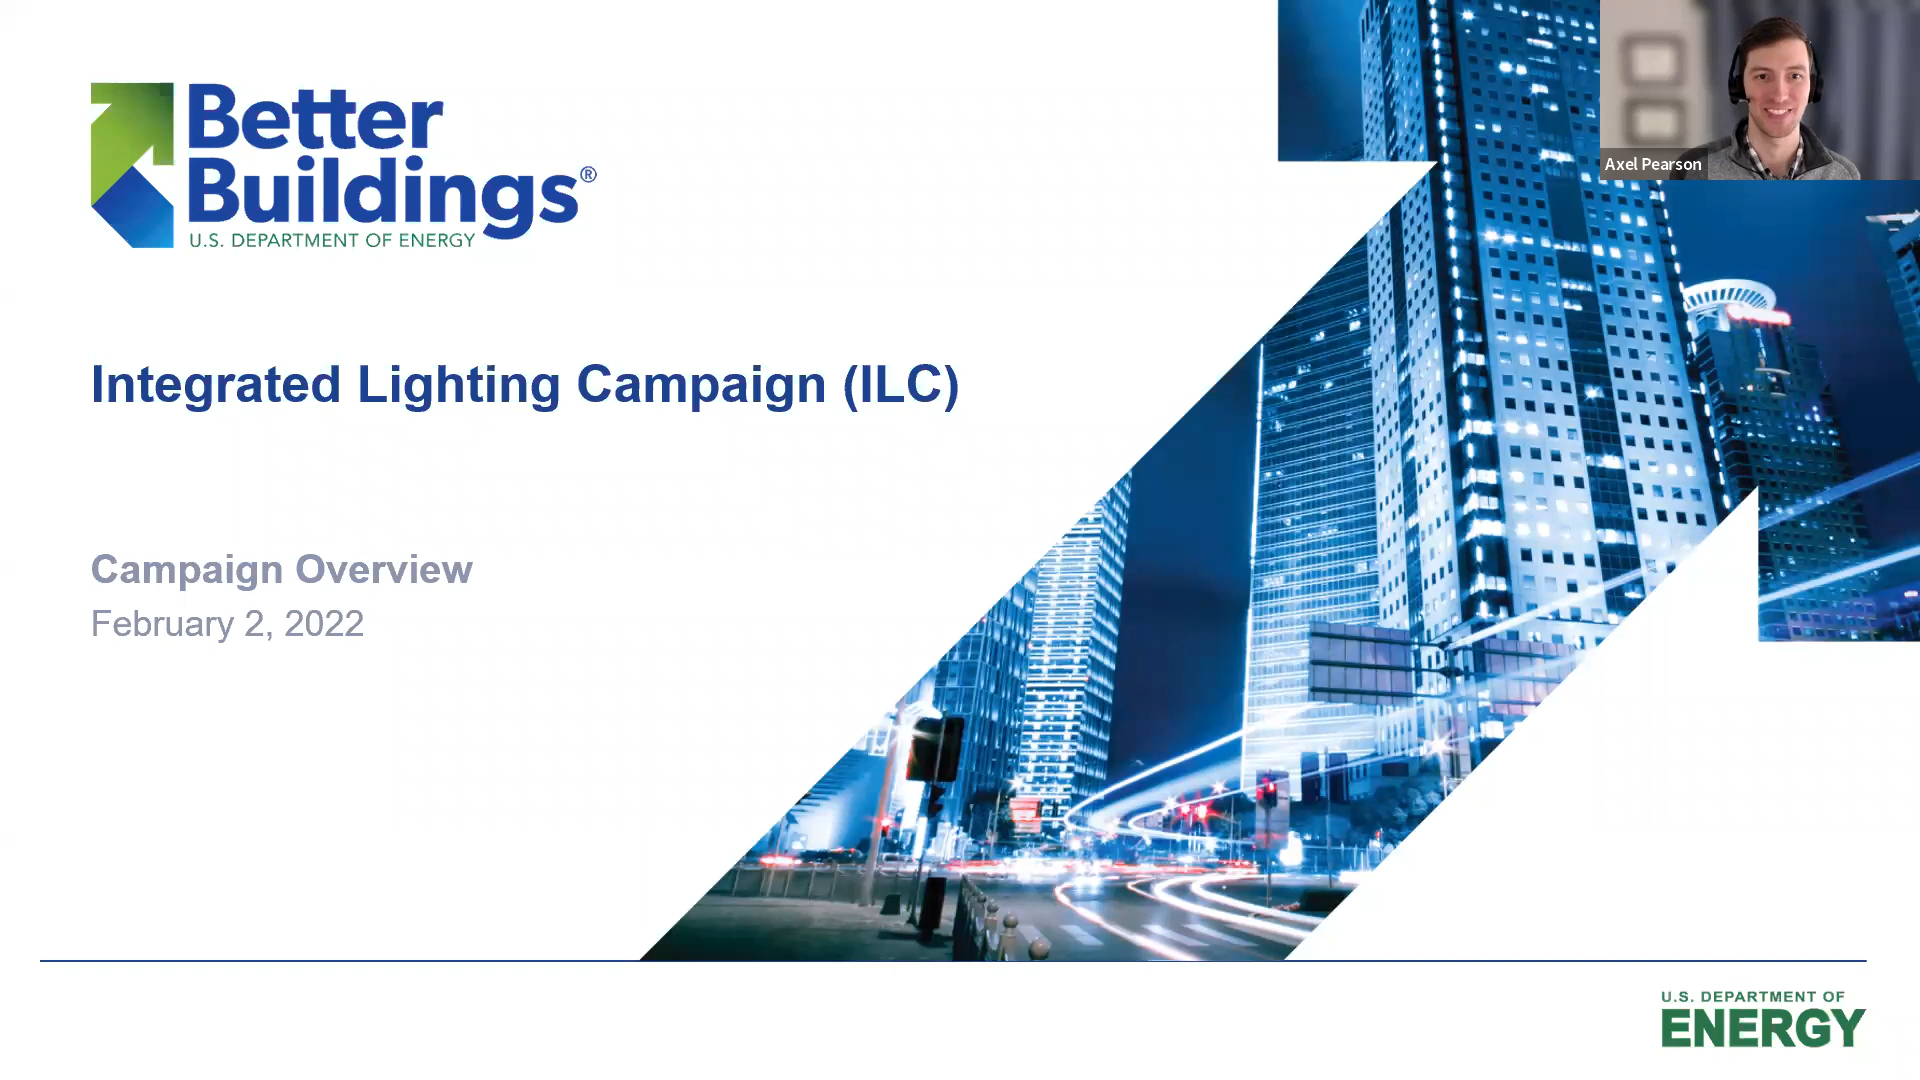 Better
Buildings®
U.S. DEPARTMENT OF ENERGY
Axel Pearson
Integrated Lighting Campaign (ILC)
Campaign Overview
February 2, 2022
U.S. DEPARTMENT OF
ENERGY